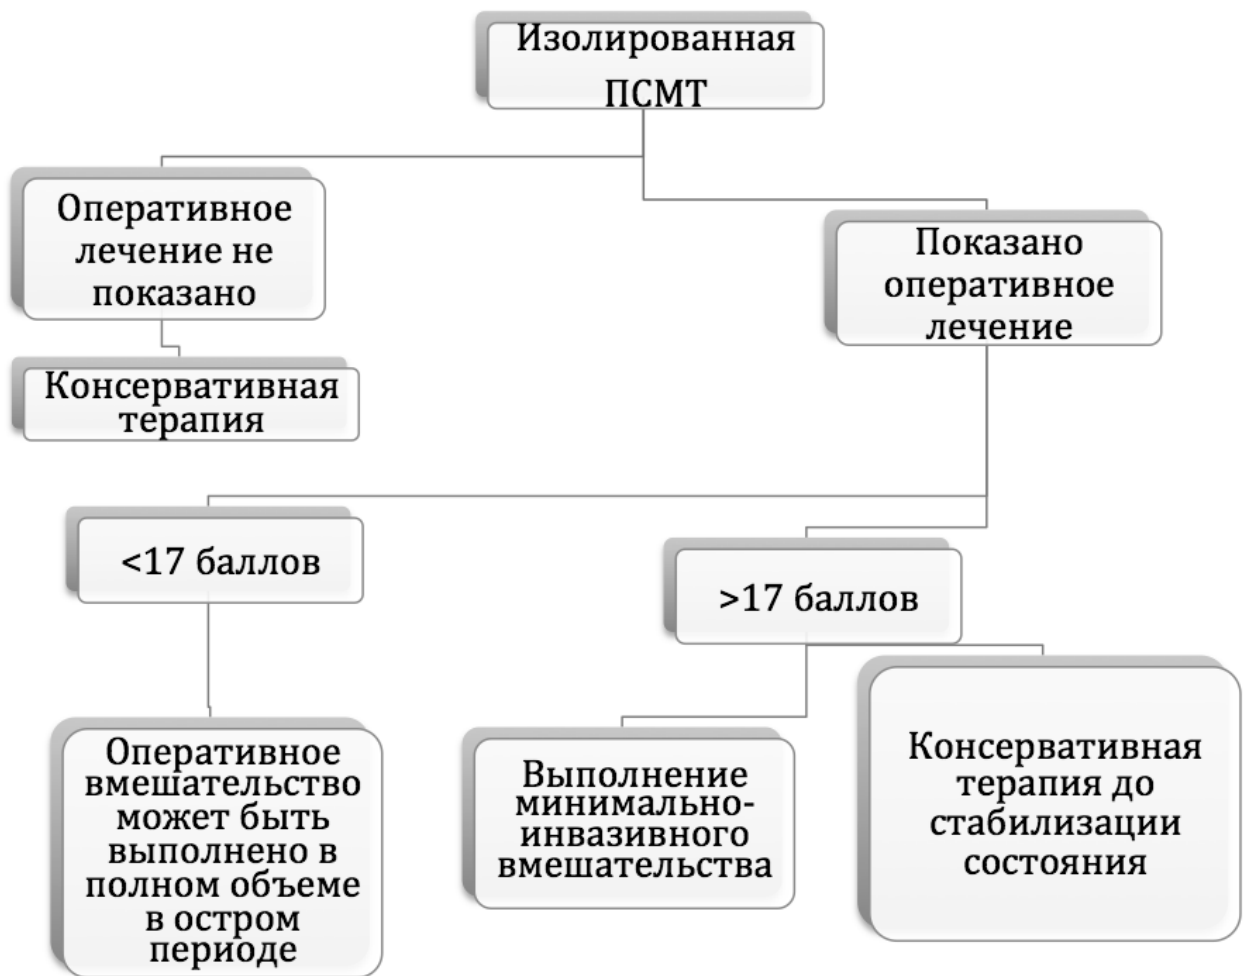 Изолированная
ПСМТ
Оперативное
лечение не
показано
Показано
оперативное
лечение
Консервативная
терапия
<17 баллов
>17 баллов
Оперативное
вмешательство
может быть
выполнено в
полном объеме
в остром
периоде
Выполнение
минимально-
инвазивного
вмешательства
Консервативная
терапия до
стабилизации
состояния